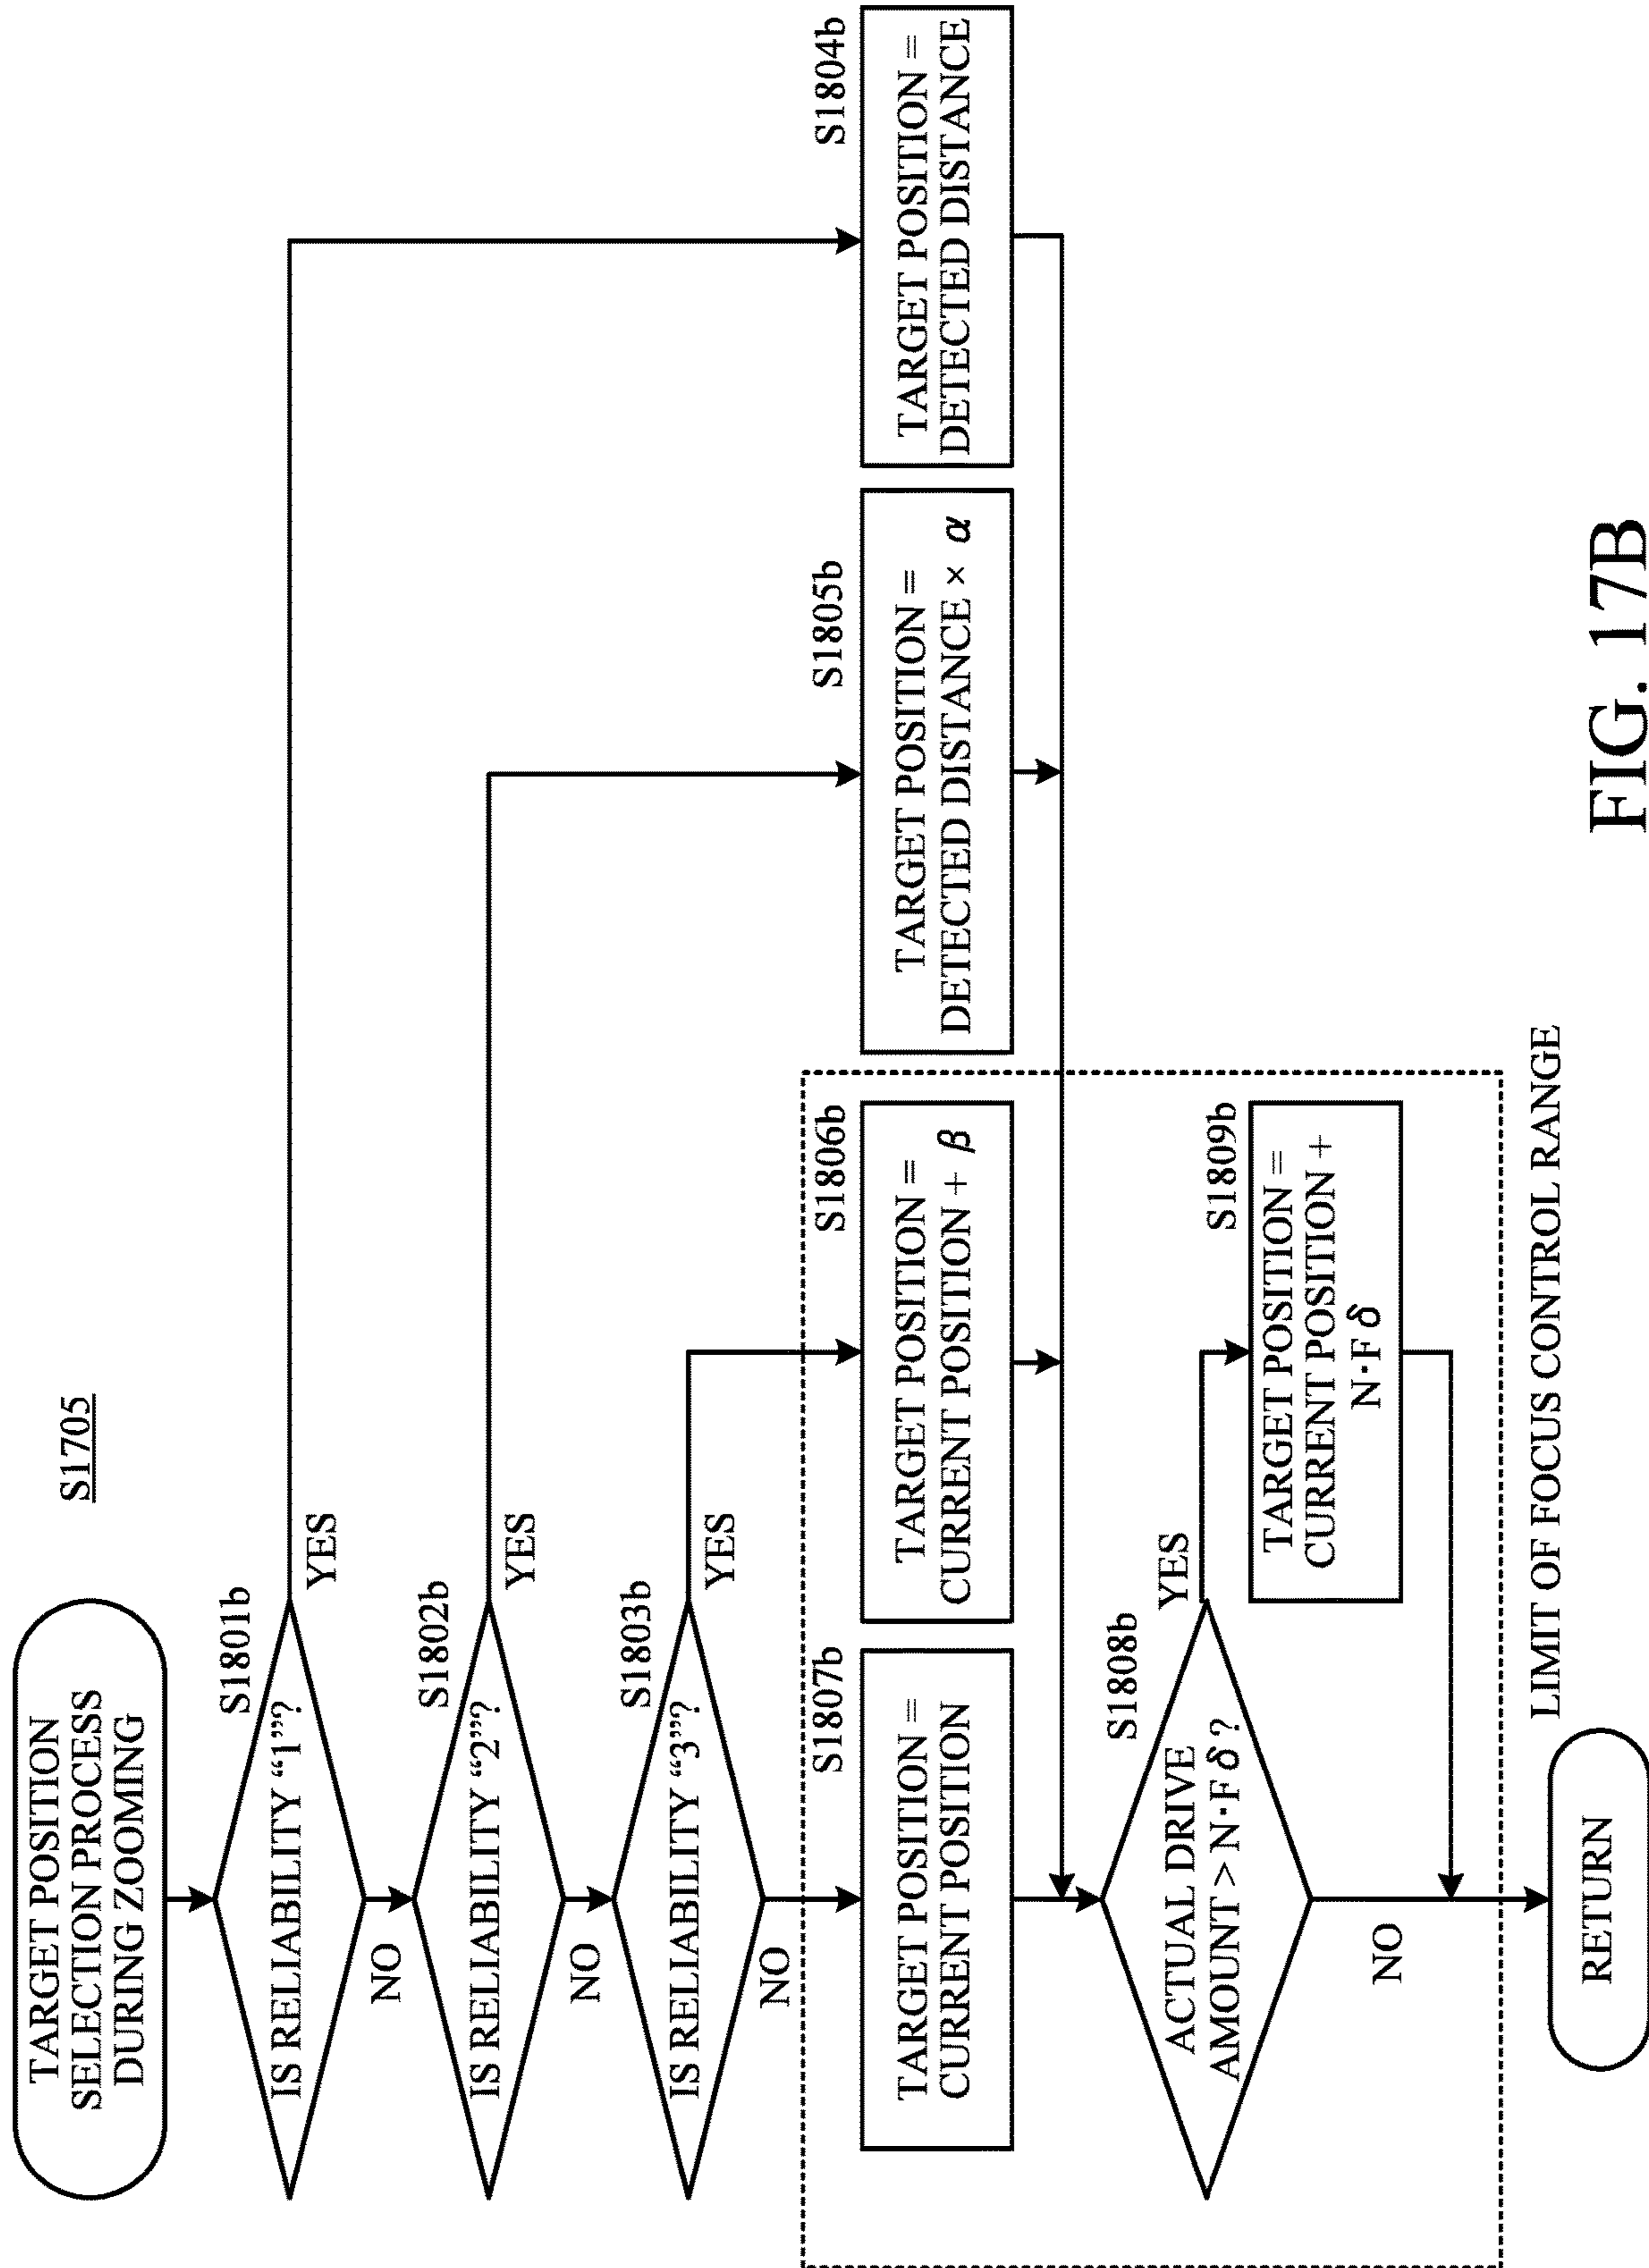 S1705
TARGET POSITION
SELECTION PROCESS
DURING ZOOMING
S1801b
IS RELIABILITY “1”?
YES
NO
S1802b
IS RELIABILITY “2”?
YES
NO
S1803b
IS RELIABILITY “3”?
YES
NO
S1807b
TARGET POSITION =
CURRENT POSITION
S1806b
TARGET POSITION =
CURRENT POSITION + β
S1805b
TARGET POSITION =
DETECTED DISTANCE × α
S1804b
TARGET POSITION =
DETECTED DISTANCE
S1808b
ACTUAL DRIVE
AMOUNT > N·Fδ?
YES
NO
S1809b
TARGET POSITION =
CURRENT POSITION +
N·Fδ
LIMIT OF FOCUS CONTROL RANGE
RETURN
FIG. 17B